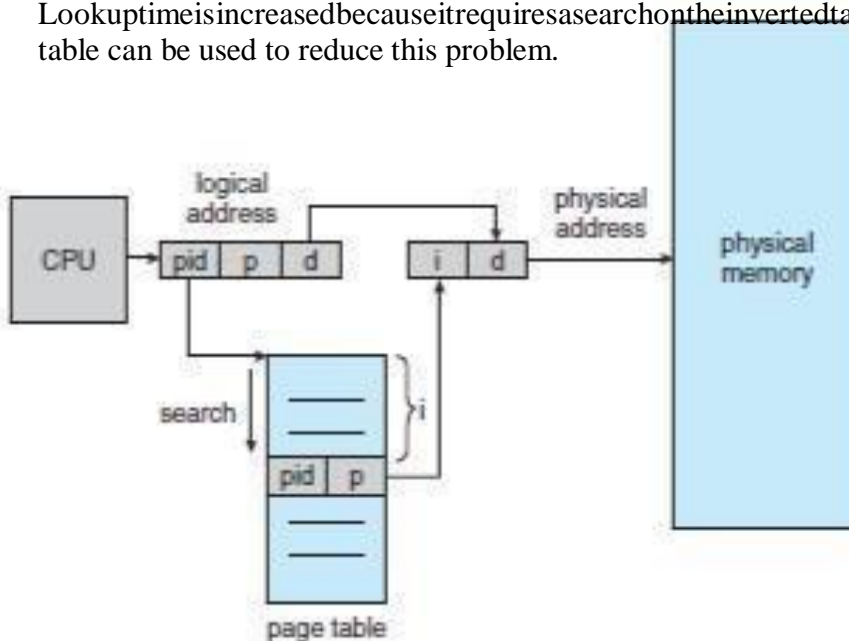 Lookuptimeisincreasedbecauseitrequiresasearchontheinvertedta
table can be used to reduce this problem.
logical
address
physical
address
CPU
pid p d
i d
physical
memory
search
i
pid p
page table